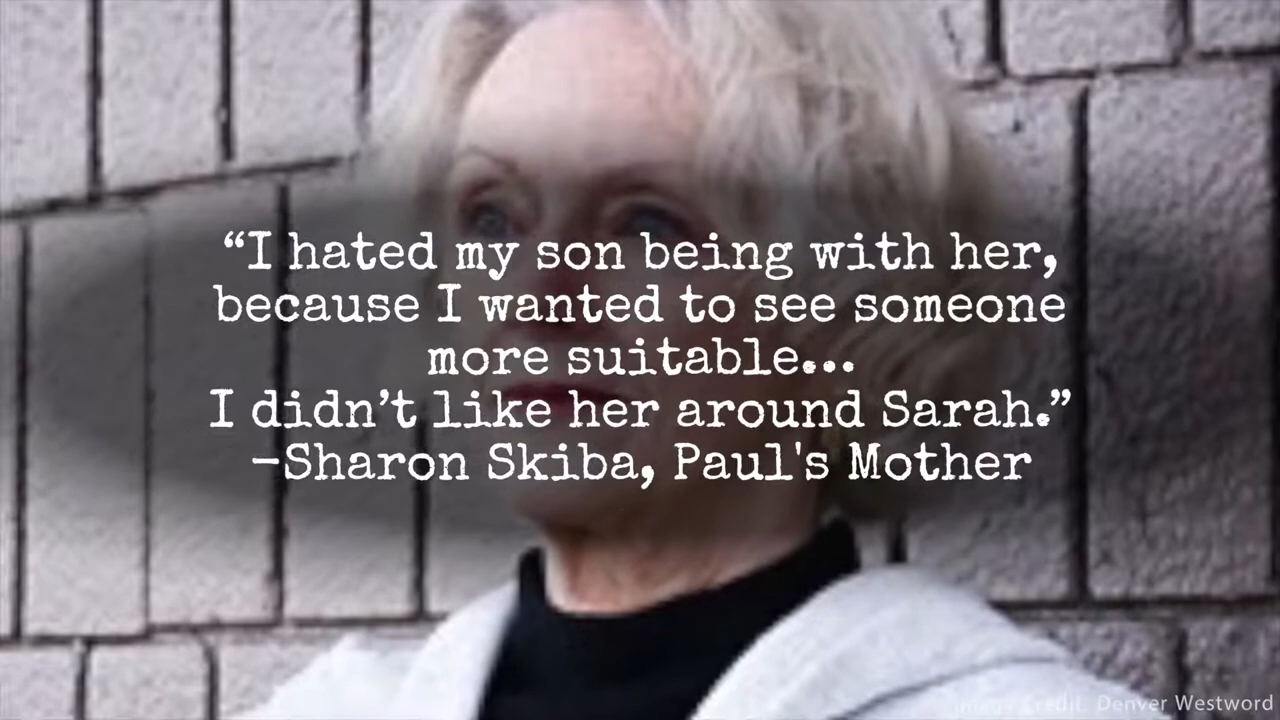 “I hated my son being with her,
because I wanted to see someone
more suitable...
I didn’t like her around Sarah.”
–Sharon Skiba, Paul's Mother
Image Credit: Denver Westword